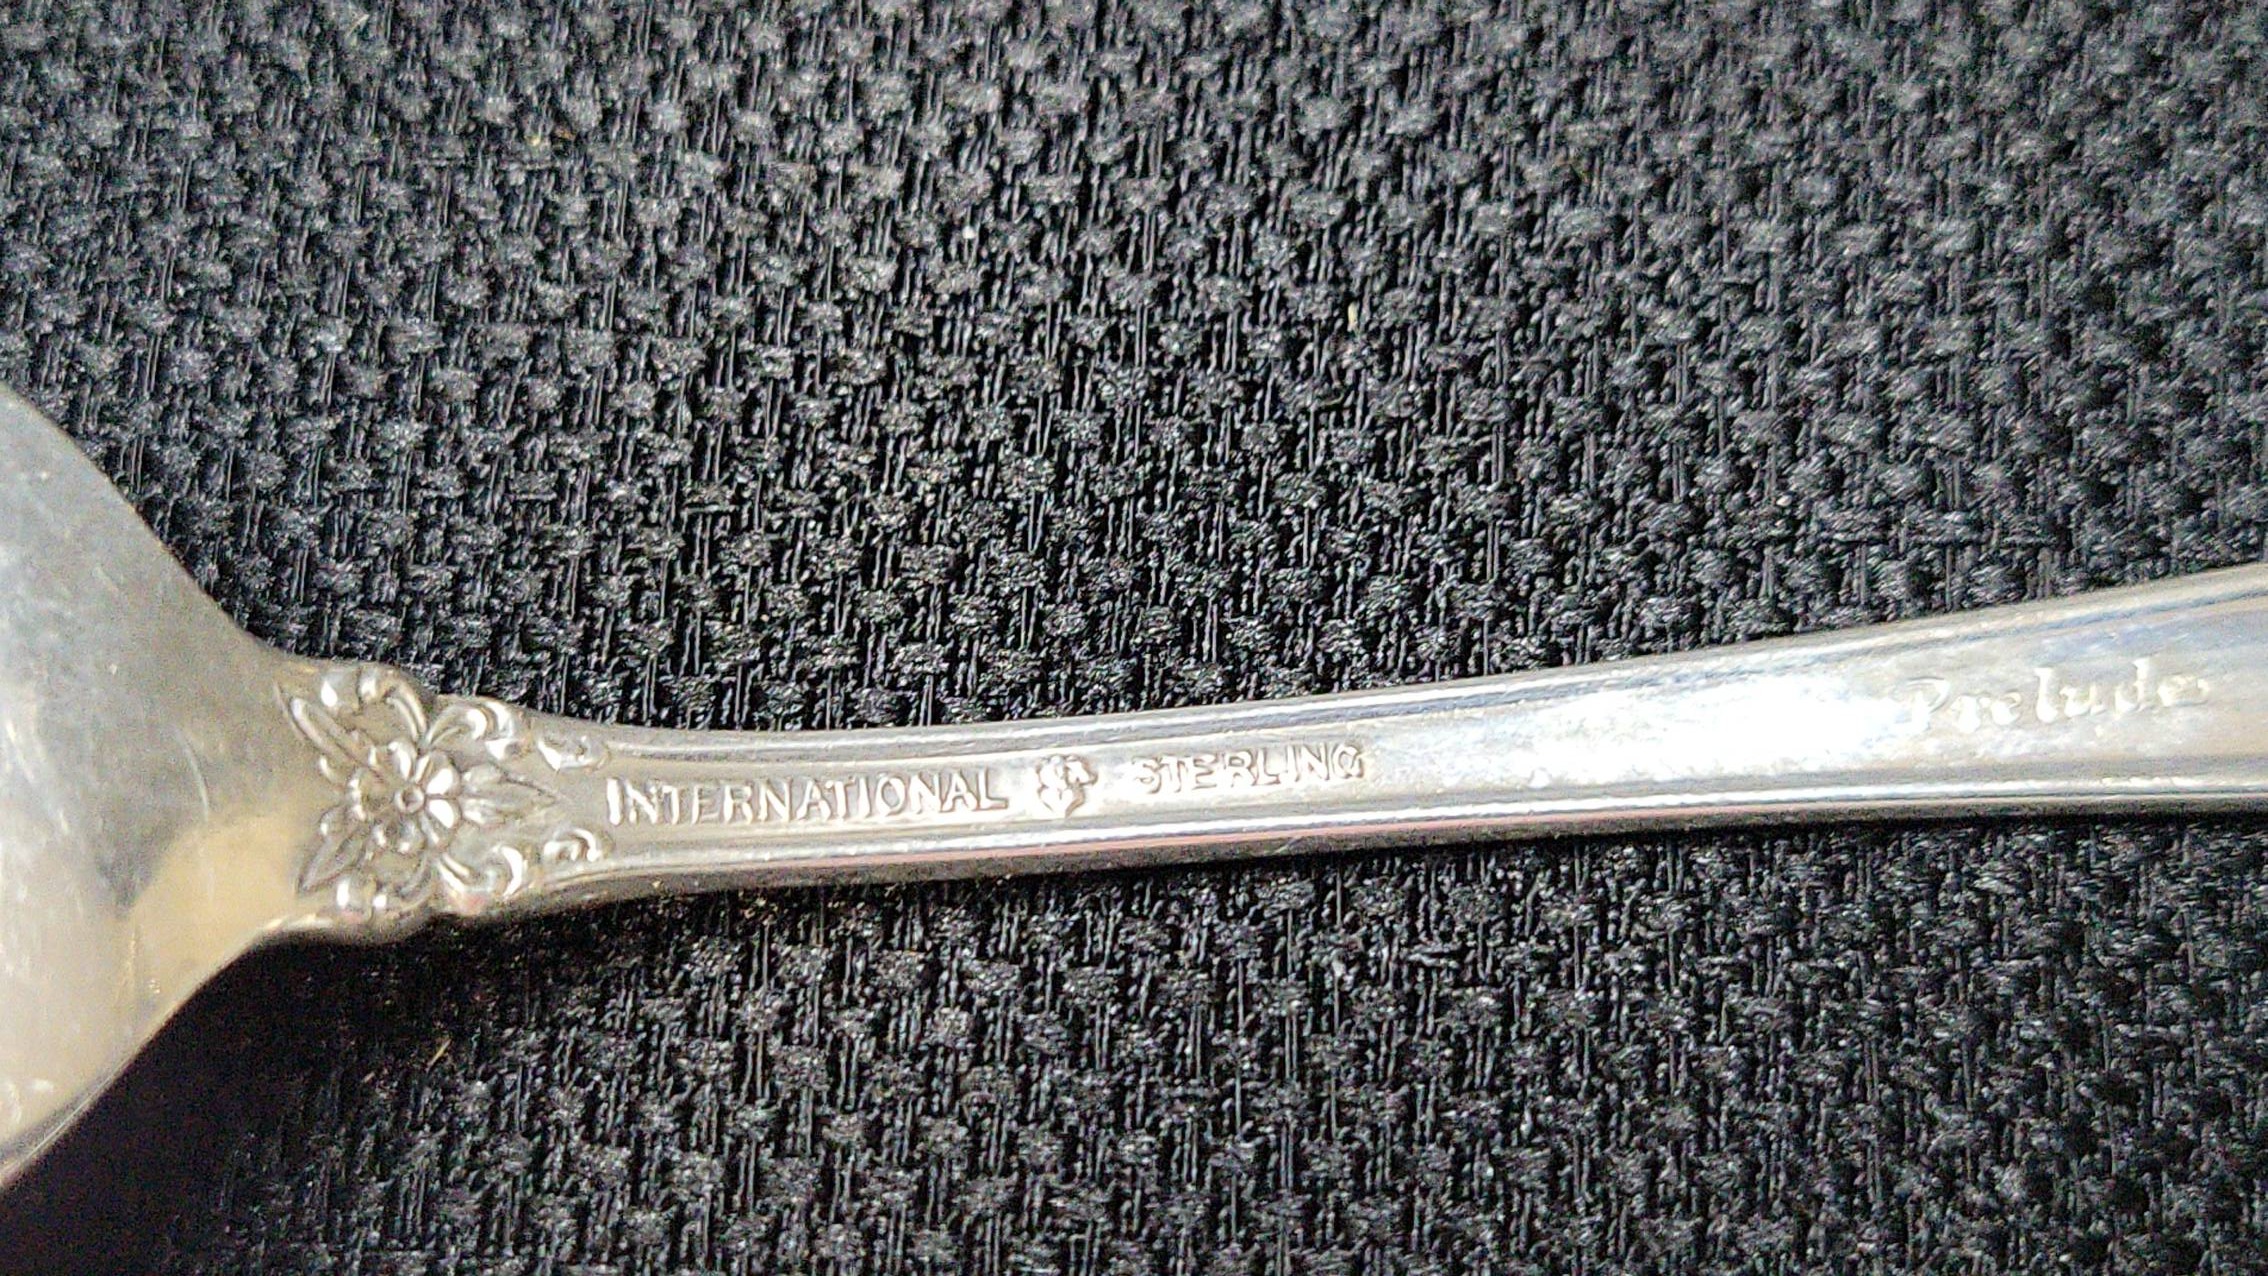 INTERNATIONAL STERLING
Prelude